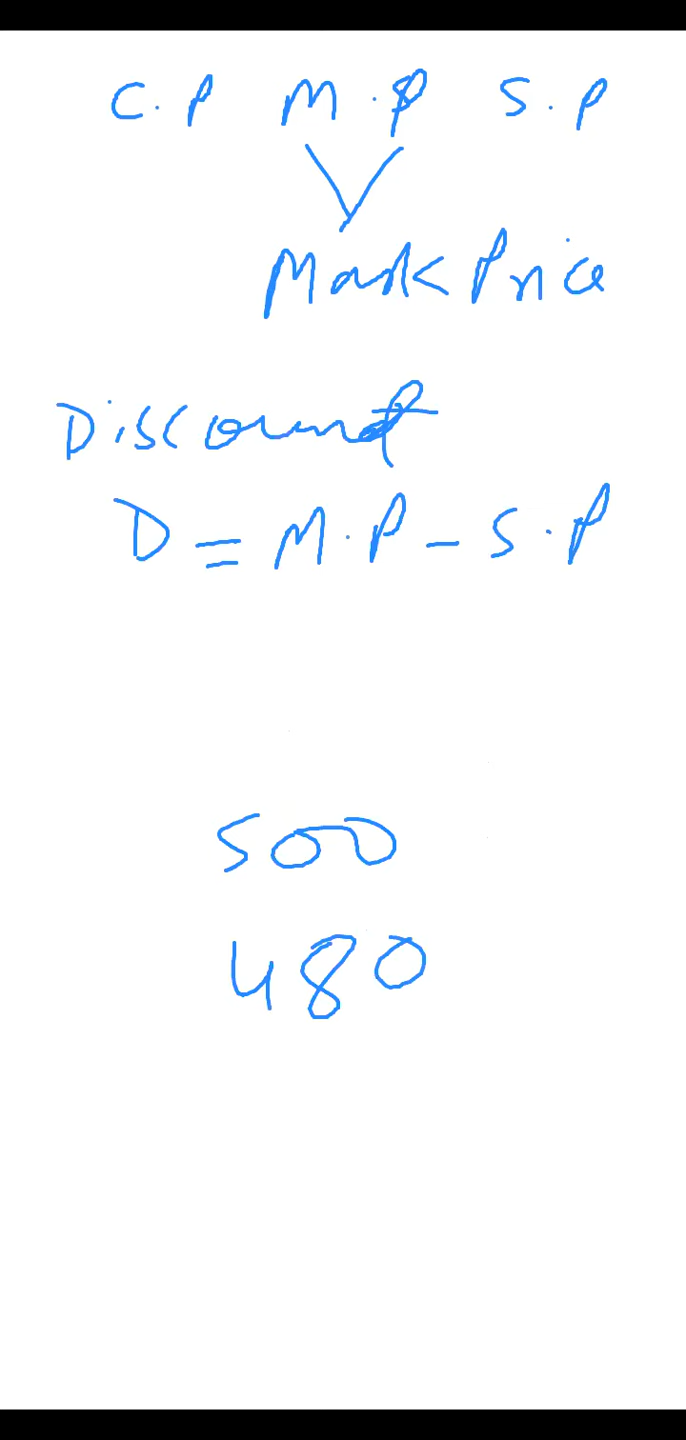 C.P M.P S.P
Mark Price
Discount
D = M.P - S.P
500
480